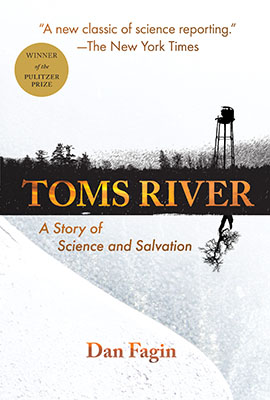 “A new classic of science reporting.”
—The New York Times
WINNER
of the
PULITZER
PRIZE
TOMS RIVER
A Story of
Science and Salvation
Dan Fagin